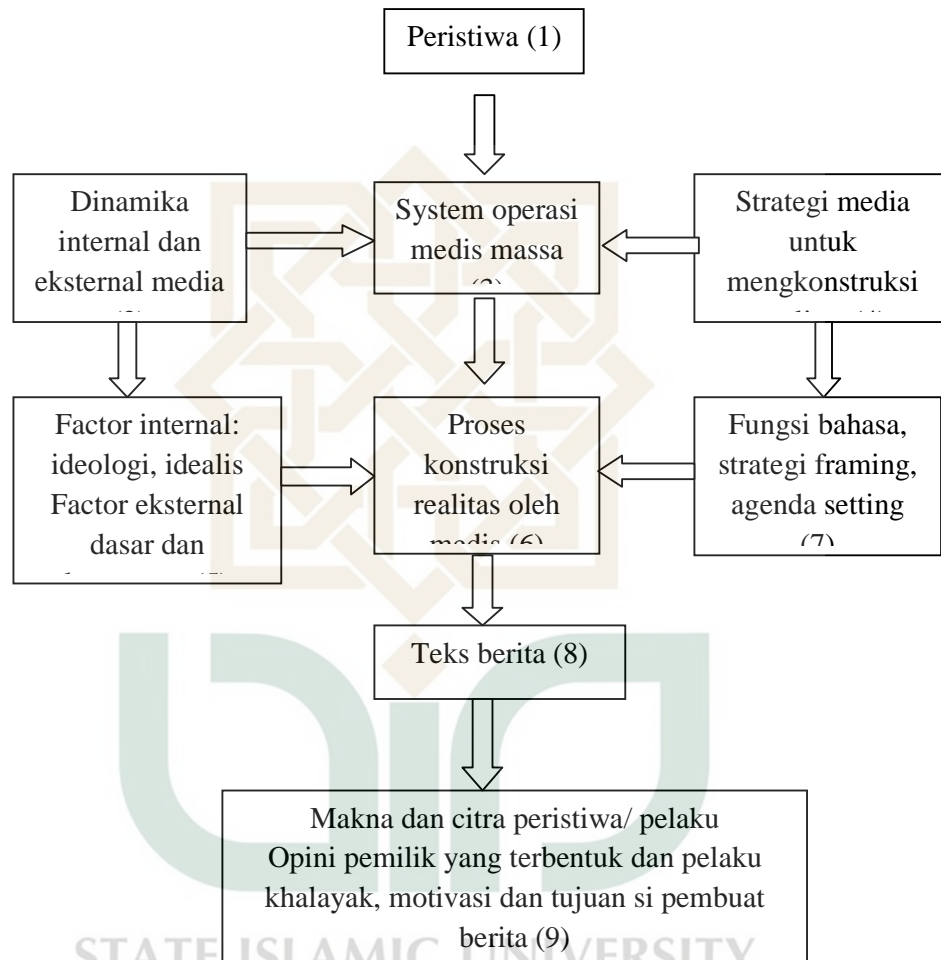 Peristiwa (1)
Dinamika
internal dan
eksternal media
System operasi
medis massa
Strategi media
untuk
mengkonstruksi
Factor internal:
ideologi, idealis
Factor eksternal
dasar dan
Proses
konstruksi
realitas oleh
medis (6)
Fungsi bahasa,
strategi framing,
agenda setting
(7)
Teks berita (8)
Makna dan citra peristiwa/ pelaku
Opini pemilik yang terbentuk dan pelaku
khalayak, motivasi dan tujuan si pembuat
berita (9)
STATE ISLAMIC UNIVERSITY